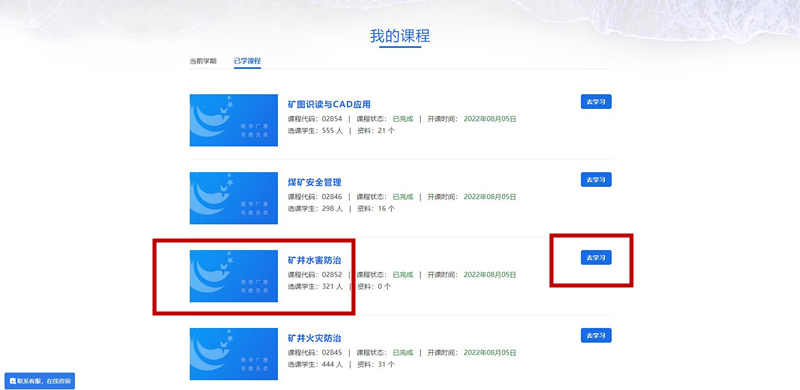 我的课程
当前学期 已学课程
矿图识读与CAD应用
去学习
课程代码：02854 | 课程状态：已完成 | 开课时间：2022年08月05日
选课学生：555 人 | 资料：21 个
煤矿安全管理
去学习
课程代码：02846 | 课程状态：已完成 | 开课时间：2022年08月05日
选课学生：298 人 | 资料：16 个
矿井水害防治
去学习
课程代码：02852 | 课程状态：已完成 | 开课时间：2022年08月05日
选课学生：321 人 | 资料：0 个
矿井火灾防治
去学习
课程代码：02845 | 课程状态：已完成 | 开课时间：2022年08月05日
选课学生：444 人 | 资料：31 个
联系客服，在线咨询